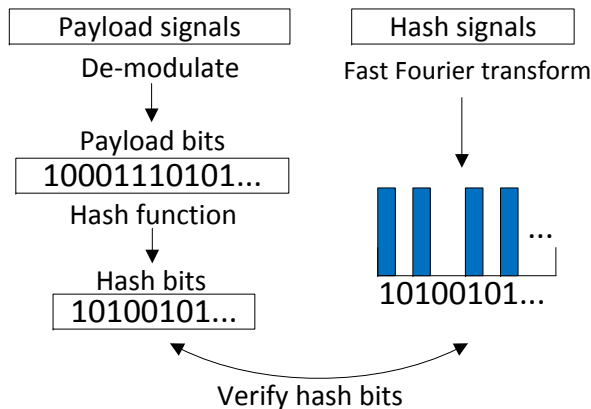 Payload signals
De-modulate
Payload bits
10001110101...
Hash function
Hash bits
10100101...
Hash signals
Fast Fourier transform
...
10100101...
Verify hash bits